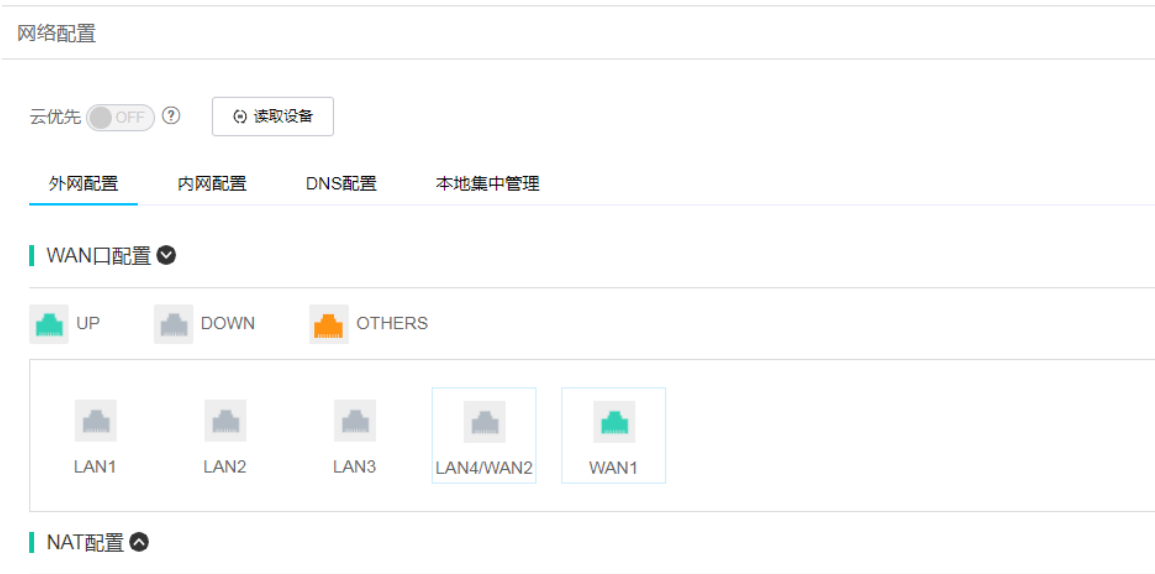 网络配置
云优先 OFF ? 读取设备
外网配置 内网配置 DNS配置 本地集中管理
WAN口配置
UP DOWN OTHERS
LAN1 LAN2 LAN3 LAN4/WAN2 WAN1
NAT配置